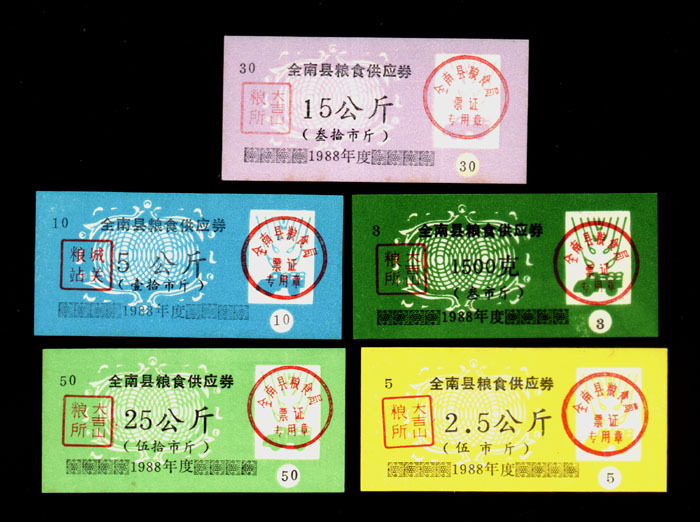 30 全南县粮食供应券
大吉山
粮所
15公斤
(叁拾市斤)
1988年度
全南县粮食局
票证
专用章
30
10 全南县粮食供应券
城关
粮站
5公斤
(壹拾市斤)
1988年度
全南县粮食局
票证
专用章
10
3 全南县粮食供应券
大吉山
粮所
1500克
(叁市斤)
1988年度
全南县粮食局
票证
专用章
3
50 全南县粮食供应券
大吉山
粮所
25公斤
(伍拾市斤)
1988年度
全南县粮食局
票证
专用章
50
5 全南县粮食供应券
大吉山
粮所
2.5公斤
(伍市斤)
1988年度
全南县粮食局
票证
专用章
5